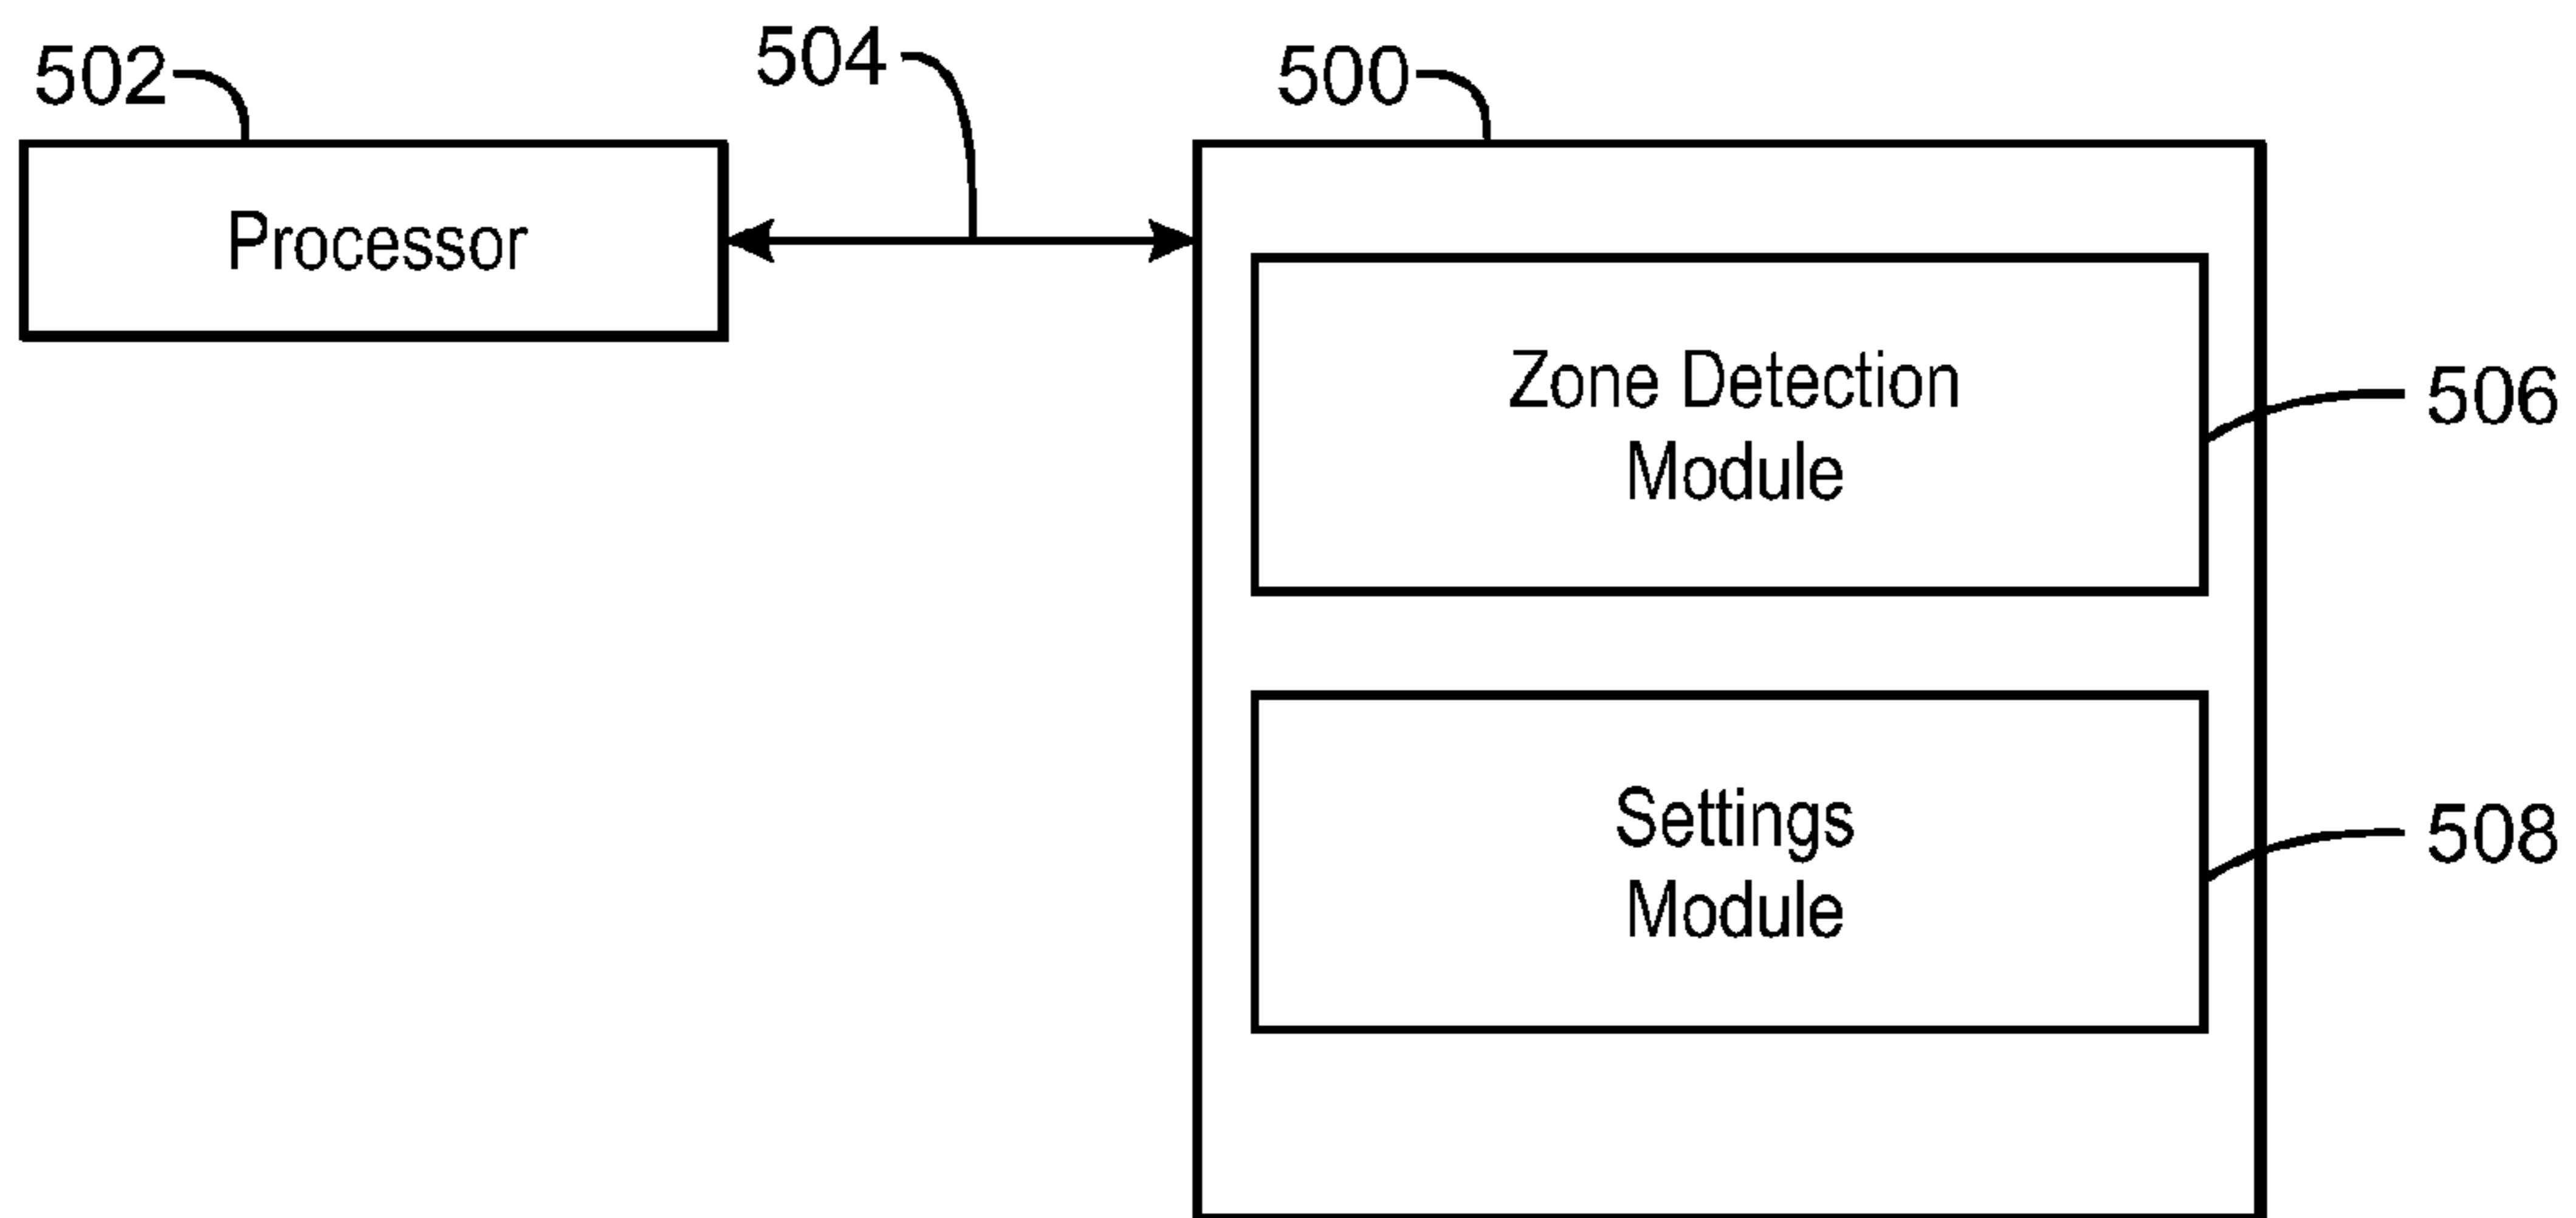 502
504
500
Processor
Zone Detection
Module
506
Settings
Module
508